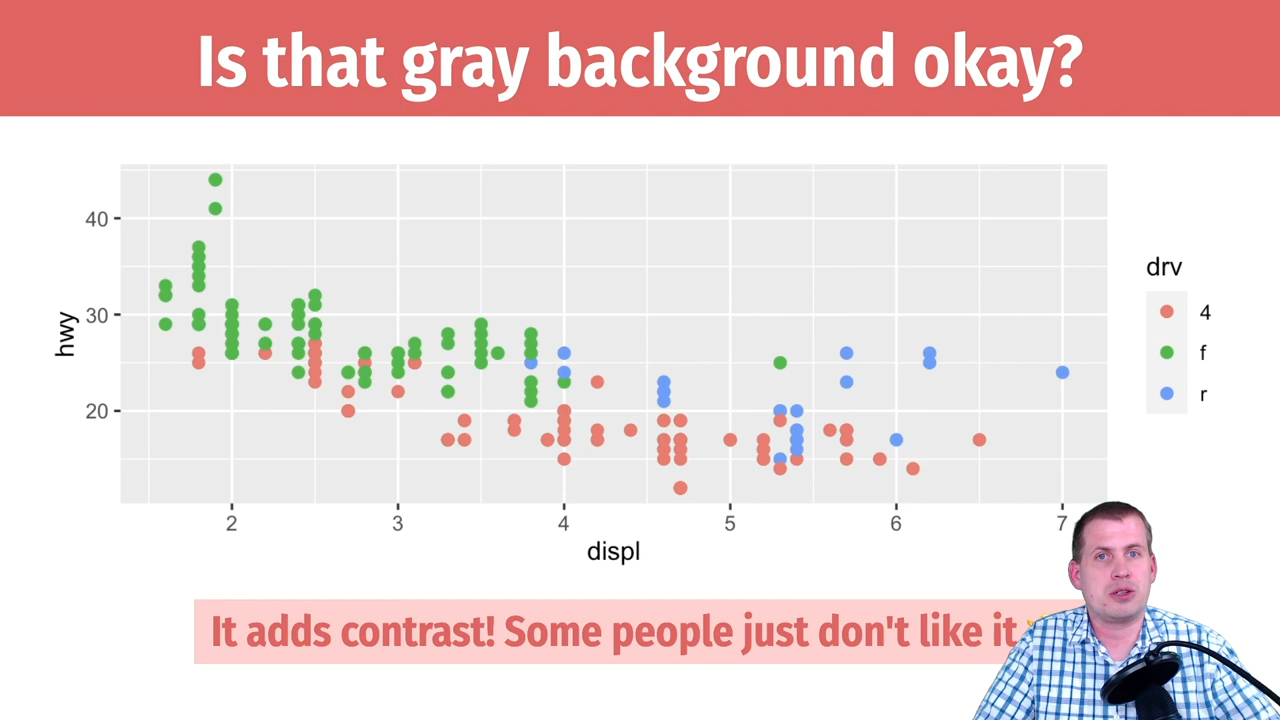 Is that gray background okay?
40
30
20
hwy
2 3 4 5 6 7
displ
drv
4
f
r
It adds contrast! Some people just don't like it